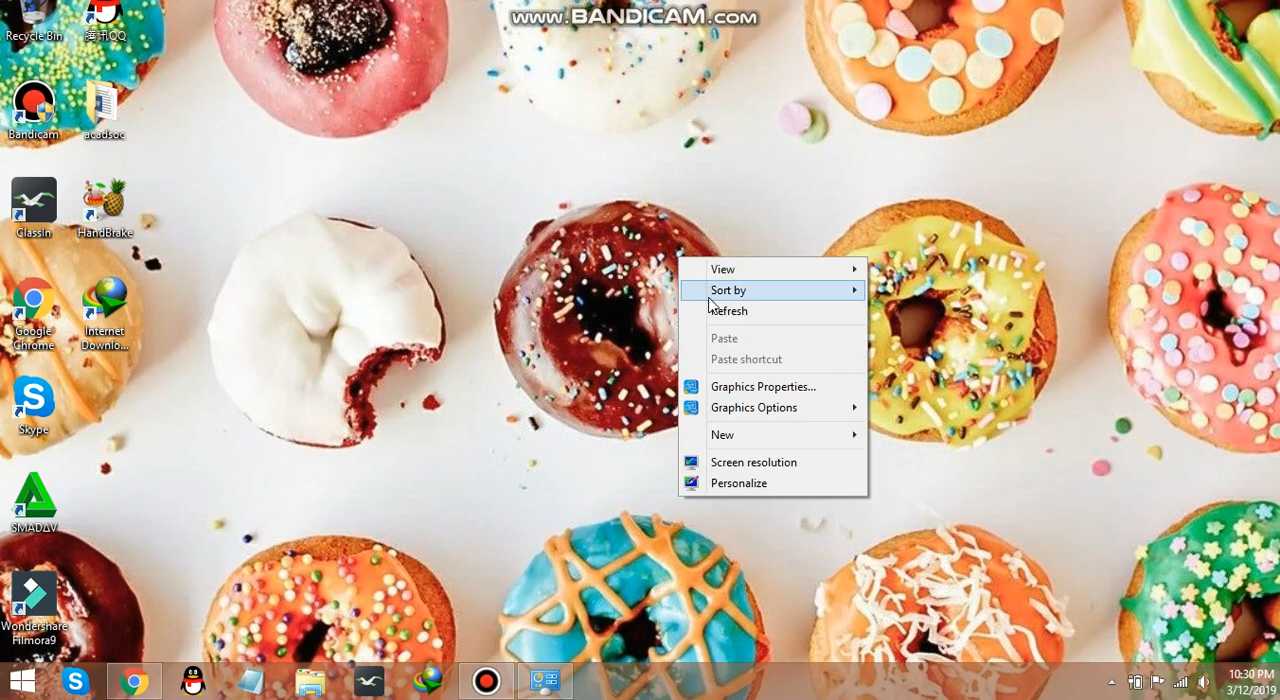 www.BANDICAM.com
Recycle Bin
腾讯QQ
Bandicam
acadsoc
ClassIn
HandBrake
Google
Chrome
Internet
Downlo...
Skype
SMADΔV
Wondershare
Filmora9
View
Sort by
Refresh
Paste
Paste shortcut
Graphics Properties...
Graphics Options
New
Screen resolution
Personalize
10:30 PM
3/12/2019